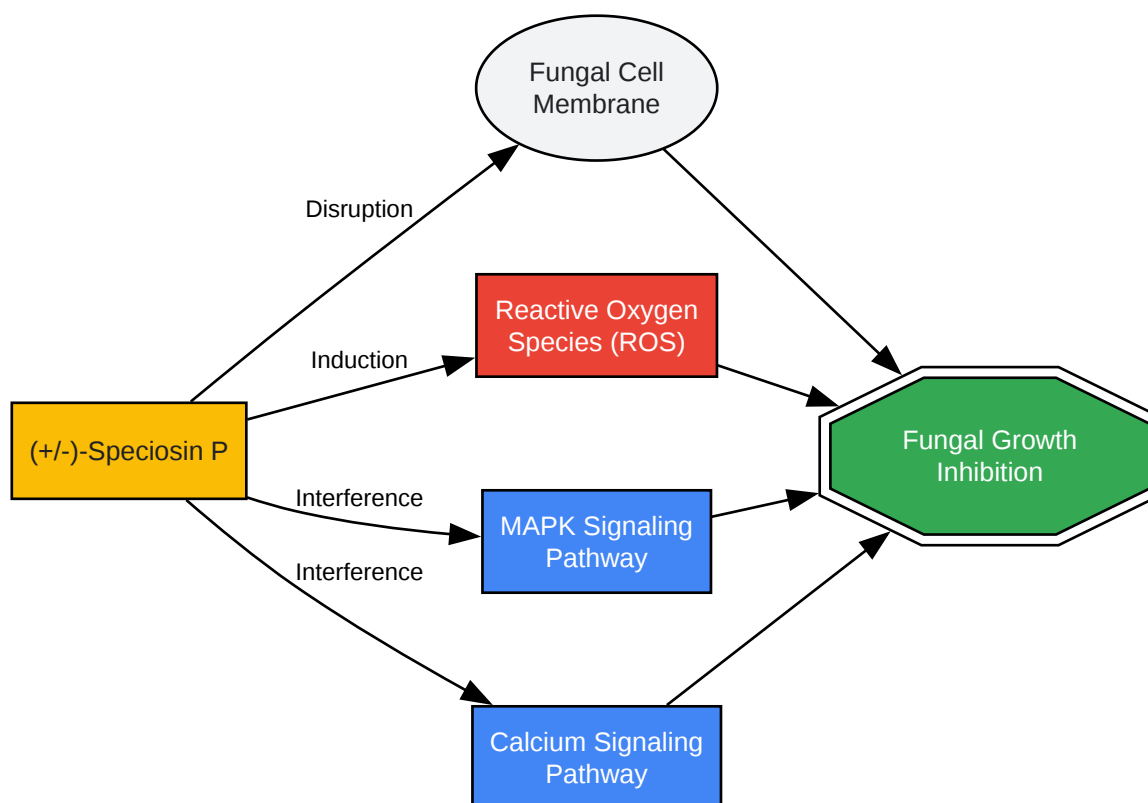 Fungal Cell
Membrane
Disruption
Reactive Oxygen
Species (ROS)
Induction
(+/-)-Speciosin P
Fungal Growth
Inhibition
Interference
MAPK Signaling
Pathway
Interference
Calcium Signaling
Pathway